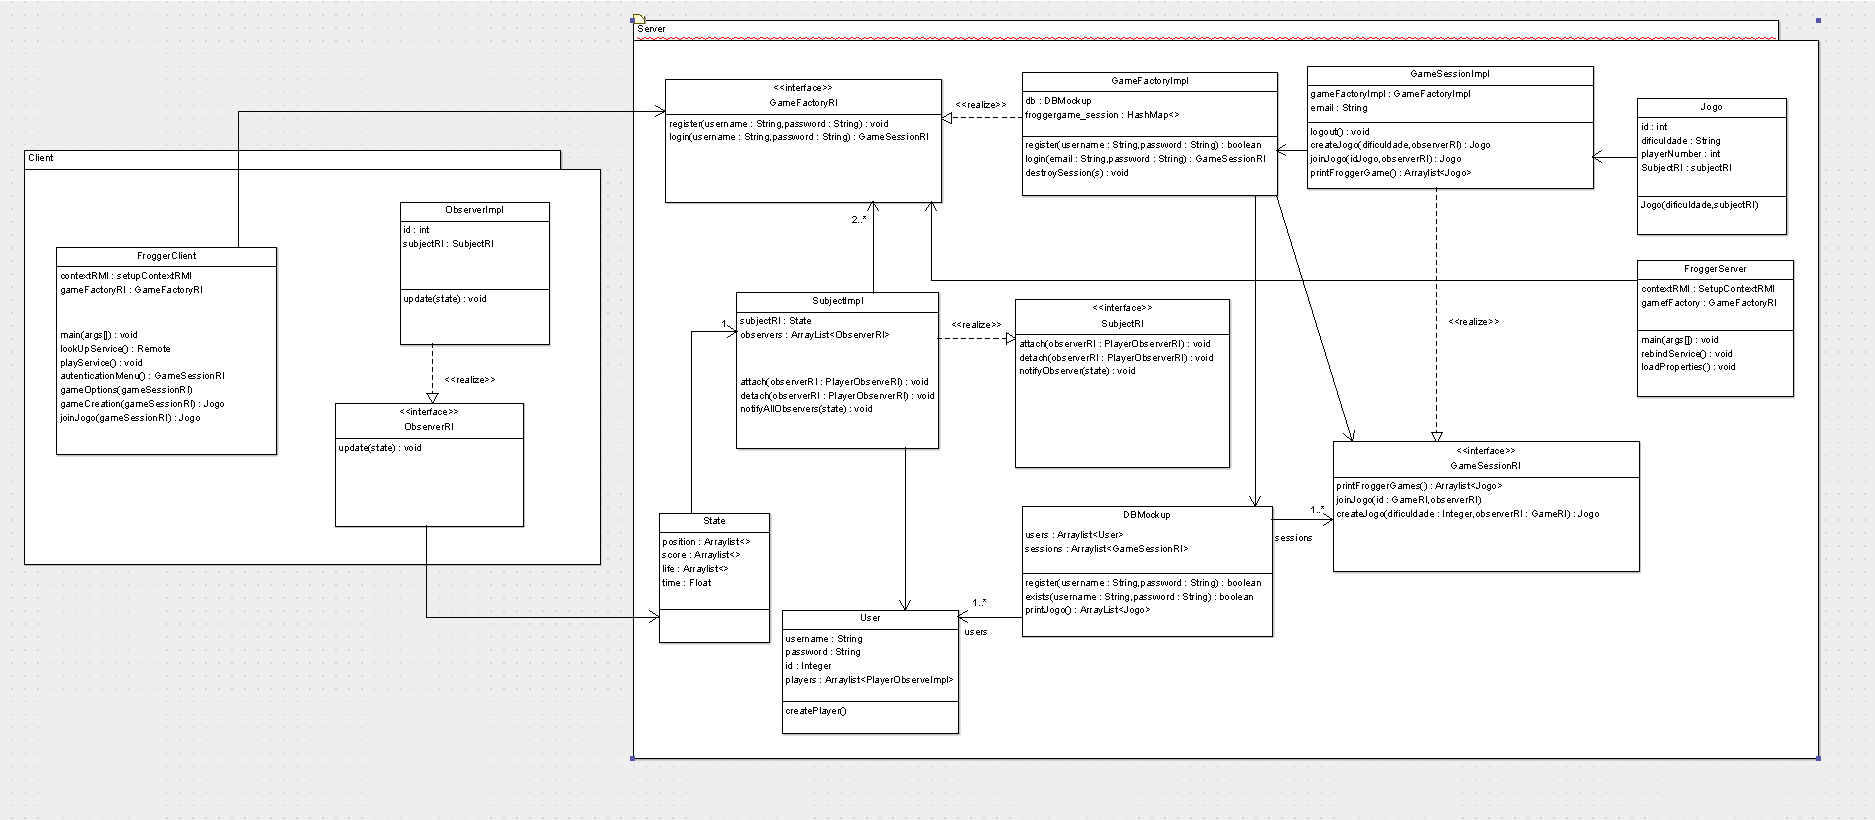 Server
Client
<<interface>>
GameFactoryRI
register(username : String,password : String) : void
login(username : String,password : String) : GameSessionRI
<<realize>>
GameFactoryImpl
db : DBMockup
froggergame_session : HashMap<>
register(username : String,password : String) : boolean
login(email : String,password : String) : GameSessionRI
destroySession(s) : void
GameSessionImpl
gameFactoryImpl : GameFactoryImpl
email : String
logout() : void
createJogo(dificuldade,observerRI) : Jogo
joinJogo(idJogo,observerRI) : Jogo
printFroggerGame() : Arraylist<Jogo>
Jogo
id : int
dificuldade : String
playerNumber : int
SubjectRI : subjectRI
Jogo(dificuldade,subjectRI)
ObserverImpl
id : int
subjectRI : SubjectRI
update(state) : void
<<realize>>
FroggerClient
contextRMI : setupContextRMI
gameFactoryRI : GameFactoryRI
main(args[]) : void
lookUpService() : Remote
playService() : void
autenticationMenu() : GameSessionRI
gameOptions(gameSessionRI)
gameCreation(gameSessionRI) : Jogo
joinJogo(gameSessionRI) : Jogo
<<interface>>
ObserverRI
update(state) : void
2..*
SubjectImpl
subjectRI : State
observers : ArrayList<ObserverRI>
attach(observerRI : PlayerObserveRI) : void
detach(observerRI : PlayerObserverRI) : void
notifyAllObservers(state) : void
1
<<realize>>
<<interface>>
SubjectRI
attach(observerRI : PlayerObserverRI) : void
detach(observerRI : PlayerObserverRI) : void
notifyObserver(state) : void
<<realize>>
FroggerServer
contextRMI : SetupContextRMI
gamefFactory : GameFactoryRI
main(args[]) : void
rebindService() : void
loadProperties() : void
<<interface>>
GameSessionRI
printFroggerGames() : Arraylist<Jogo>
joinJogo(id : GameRI,observerRI)
createJogo(dificuldade : Integer,observerRI : GameRI) : Jogo
State
position : Arraylist<>
score : Arraylist<>
life : Arraylist<>
time : Float
DBMockup
users : Arraylist<User>
sessions : Arraylist<GameSessionRI>
register(username : String,password : String) : boolean
exists(username : String,password : String) : boolean
printJogo() : ArrayList<Jogo>
1..*
sessions
1..*
users
User
username : String
password : String
id : Integer
players : Arraylist<PlayerObserveImpl>
createPlayer()